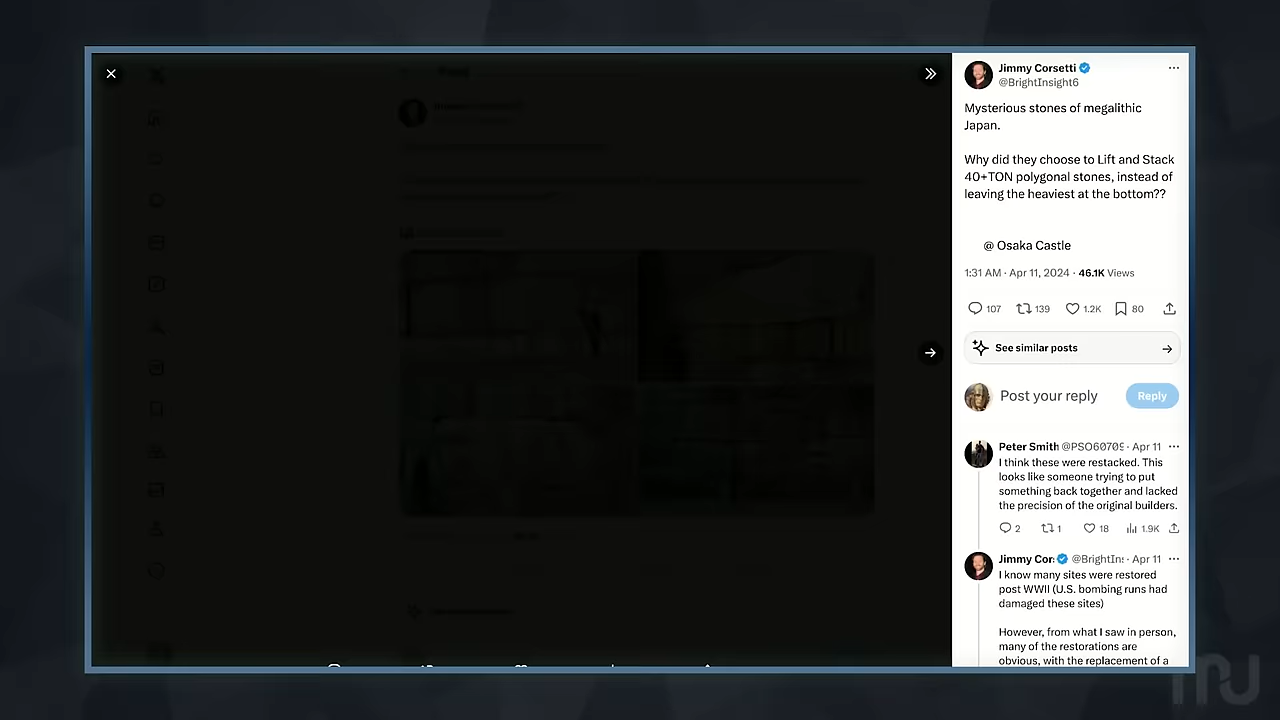 Jimmy Corsetti
@BrightInsight6
Mysterious stones of megalithic
Japan.
Why did they choose to Lift and Stack
40+TON polygonal stones, instead of
leaving the heaviest at the bottom??
@ Osaka Castle
1:31 AM · Apr 11, 2024 · 46.1K Views
107 139 1.2K 80
See similar posts
Post your reply
Reply
Peter Smith @PSO60709 · Apr 11
I think these were restacked. This
looks like someone trying to put
something back together and lacked
the precision of the original builders.
2 1 18 1.9K
Jimmy Cor: @BrightIn: · Apr 11
I know many sites were restored
post WWII (U.S. bombing runs had
damaged these sites)
However, from what I saw in person,
many of the restorations are
obvious, with the replacement of a